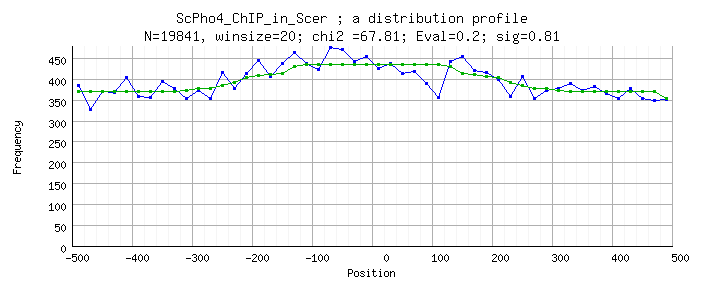 ScPho4_ChIP_in_Scer ; a distribution profile
N=19841, winsize=20; chi2 =67.81; Eval=0.2; sig=0.81
Frequency
450
400
350
300
250
200
150
100
50
0
-500 -400 -300 -200 -100 0 100 200 300 400 500
Position